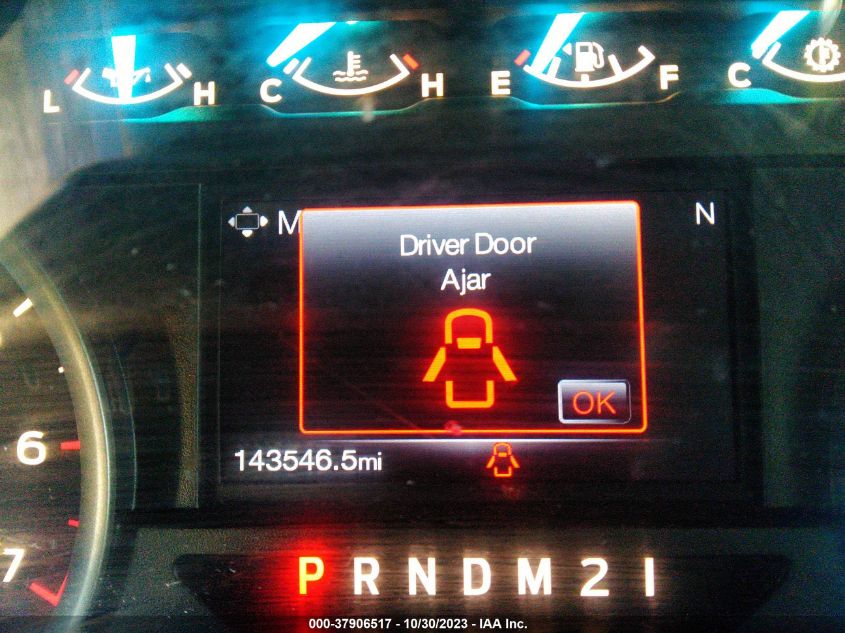 L H C H E F C
M
N
Driver Door
Ajar
OK
6
143546.5mi
7
P R N D M 2 1
000-37906517 - 10/30/2023 - IAA Inc.